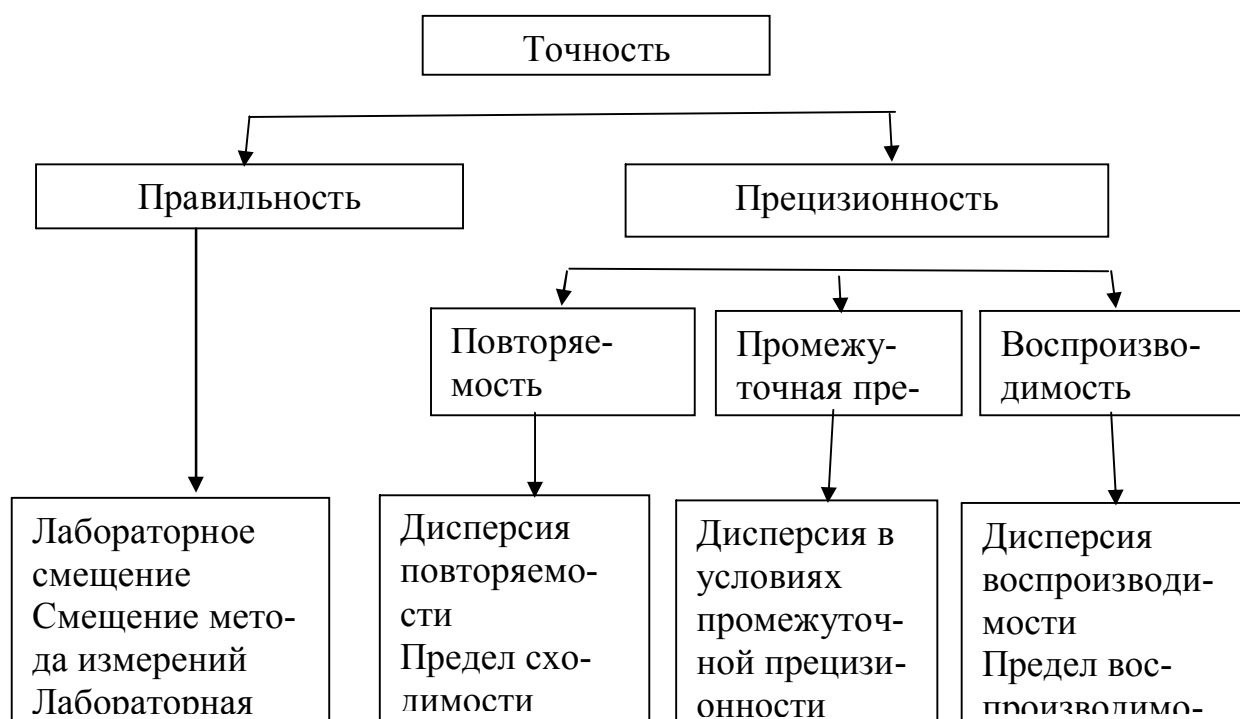 Точность
Правильность
Прецизионность
Повторяе-
мость
Промежу-
точная пре-
Воспроизво-
димость
Лабораторное
смещение
Смещение мето-
да измерений
Лабораторная
Дисперсия
повторяемо-
сти
Предел схо-
димости
Дисперсия в
условиях
промежуточ-
ной прецизи-
онности
Дисперсия
воспроизводи-
мости
Предел вос-
производимо-